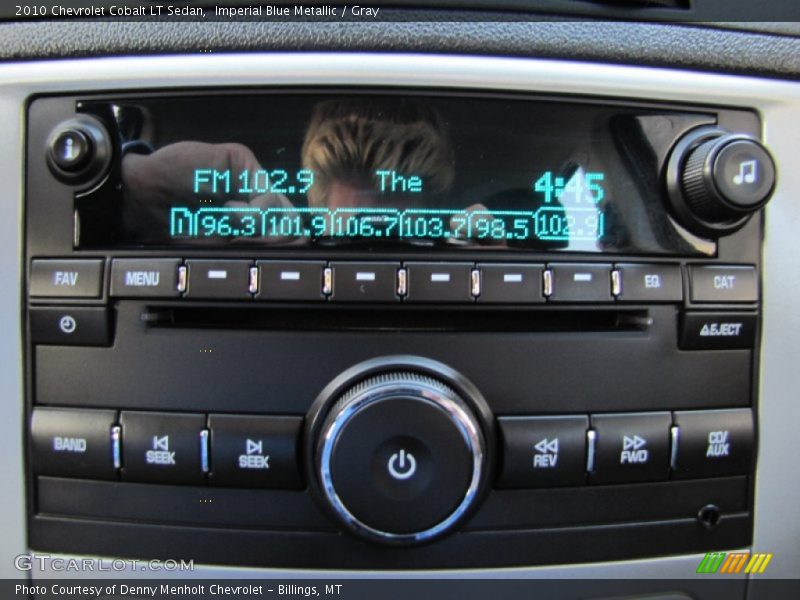 2010 Chevrolet Cobalt LT Sedan,  Imperial Blue Metallic / Gray
i
FM 102.9 The 4:45
96.3 101.9 106.7 103.7 98.5 102.9
FAV MENU EQ CAT
EJECT
BAND SEEK SEEK REV FWD CD/AUX
GTCARLOT.COM
Photo Courtesy of Denny Menholt Chevrolet – Billings, MT